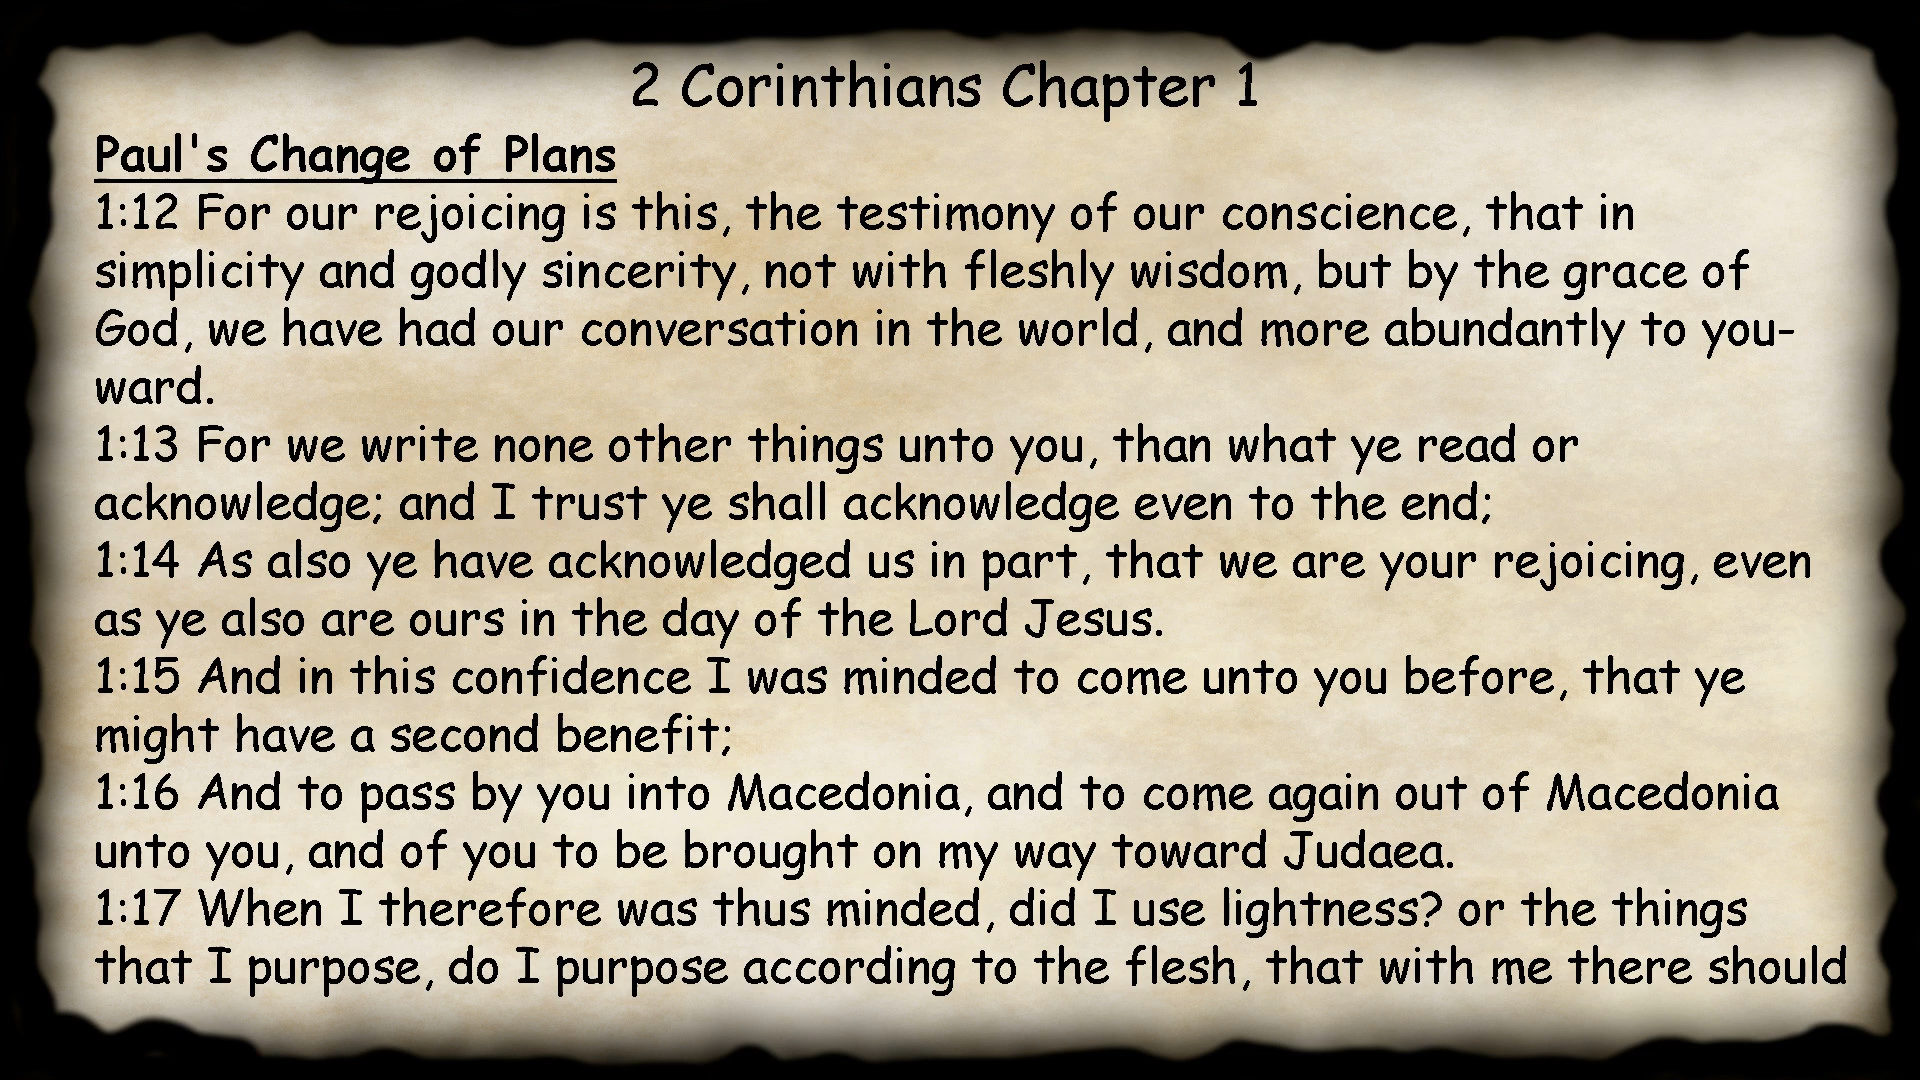 2 Corinthians Chapter 1
Paul's Change of Plans
1:12 For our rejoicing is this, the testimony of our conscience, that in
simplicity and godly sincerity, not with fleshly wisdom, but by the grace of
God, we have had our conversation in the world, and more abundantly to you-
ward.
1:13 For we write none other things unto you, than what ye read or
acknowledge; and I trust ye shall acknowledge even to the end;
1:14 As also ye have acknowledged us in part, that we are your rejoicing, even
as ye also are ours in the day of the Lord Jesus.
1:15 And in this confidence I was minded to come unto you before, that ye
might have a second benefit;
1:16 And to pass by you into Macedonia, and to come again out of Macedonia
unto you, and of you to be brought on my way toward Judaea.
1:17 When I therefore was thus minded, did I use lightness? or the things
that I purpose, do I purpose according to the flesh, that with me there should